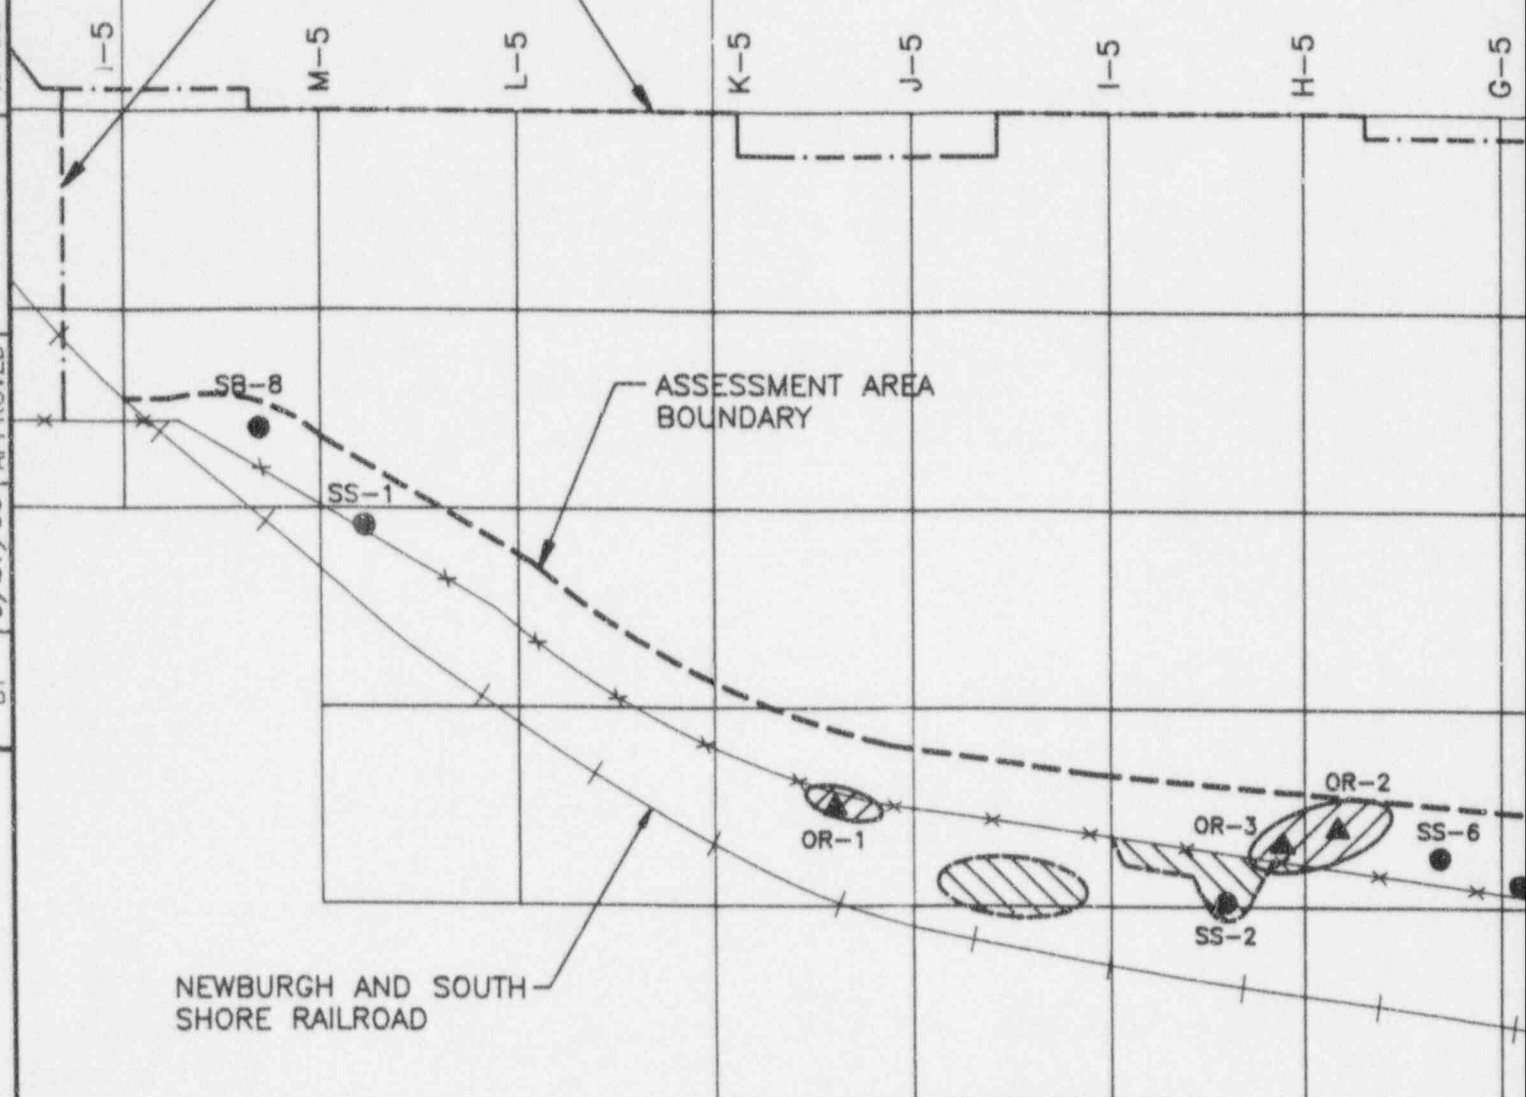 I-5
M-5
L-5
K-5
J-5
I-5
H-5
G-5
SB-8
ASSESSMENT AREA
BOUNDARY
SS-1
OR-2
OR-3
SS-6
OR-1
SS-2
NEWBURGH AND SOUTH
SHORE RAILROAD